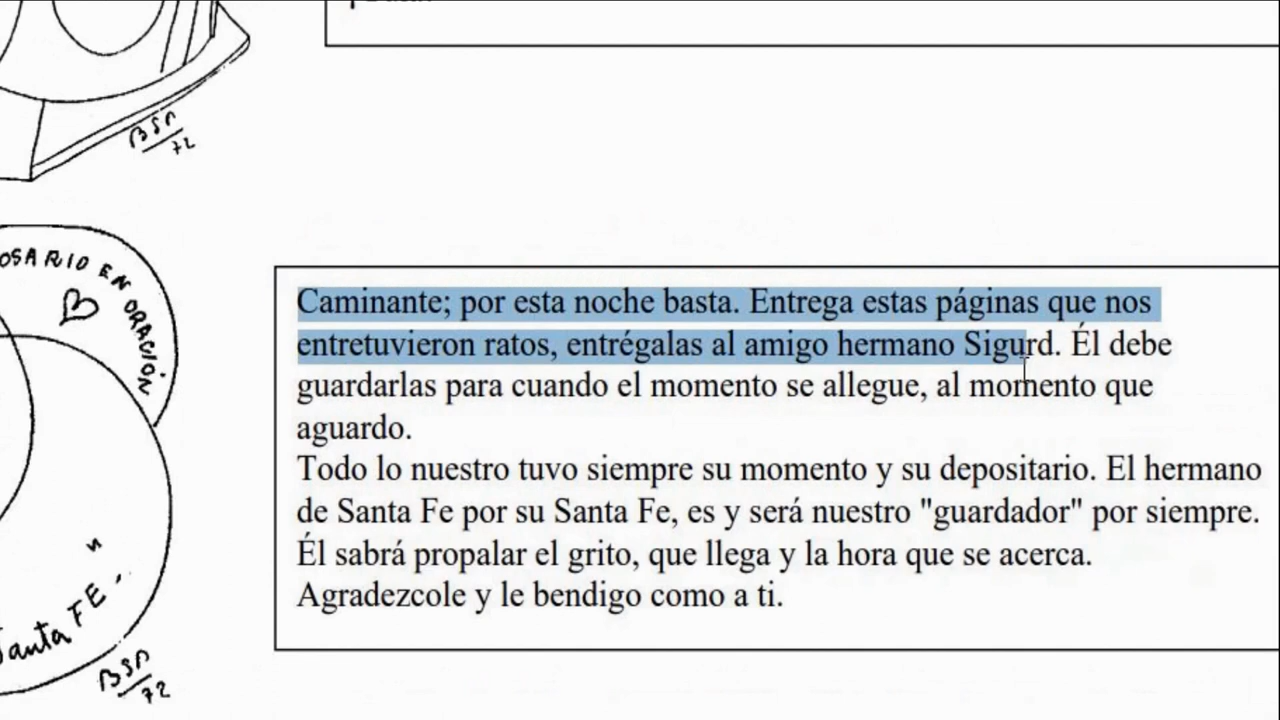 BSP
72
OSARIO EN ORACIÓN
Santa FE
BSP
72
Caminante; por esta noche basta. Entrega estas páginas que nos
entretuvieron ratos, entrégalas al amigo hermano Sigurd. Él debe
guardarlas para cuando el momento se allegue, al momento que
aguardo.
Todo lo nuestro tuvo siempre su momento y su depositario. El hermano
de Santa Fe por su Santa Fe, es y será nuestro "guardador" por siempre.
Él sabrá propalar el grito, que llega y la hora que se acerca.
Agradezcole y le bendigo como a ti.